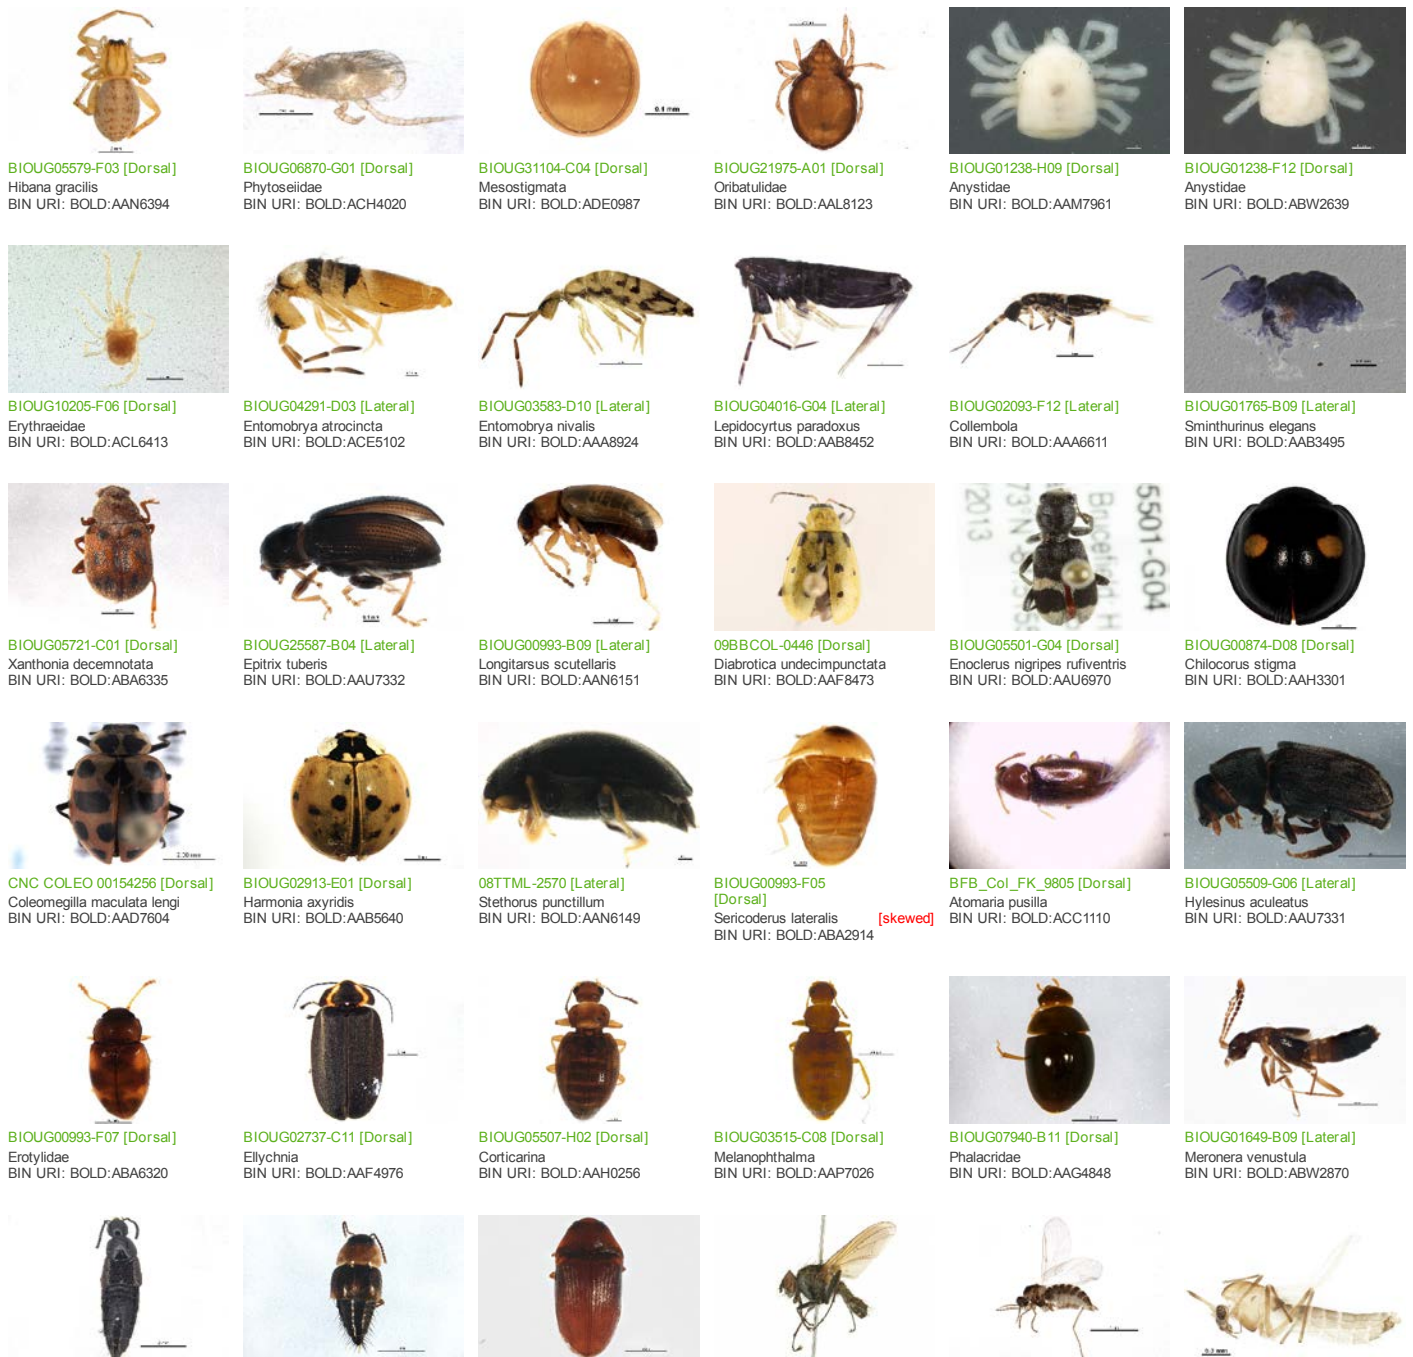 BIOUG05579-F03 [Dorsal]
Hibana gracilis
BIN URI: BOLD:AAN6394
BIOUG06870-G01 [Dorsal]
Phytoseiidae
BIN URI: BOLD:ACH4020
0.1 mm
BIOUG31104-C04 [Dorsal]
Mesostigmata
BIN URI: BOLD:ADE0987
BIOUG21975-A01 [Dorsal]
Oribatulidae
BIN URI: BOLD:AAL8123
BIOUG01238-H09 [Dorsal]
Anystidae
BIN URI: BOLD:AAM7961
BIOUG01238-F12 [Dorsal]
Anystidae
BIN URI: BOLD:ABW2639
BIOUG10205-F06 [Dorsal]
Erythraeidae
BIN URI: BOLD:ACL6413
BIOUG04291-D03 [Lateral]
Entomobrya atrocincta
BIN URI: BOLD:ACE5102
BIOUG03583-D10 [Lateral]
Entomobrya nivalis
BIN URI: BOLD:AAA8924
BIOUG04016-G04 [Lateral]
Lepidocyrtus paradoxus
BIN URI: BOLD:AAB8452
BIOUG02093-F12 [Lateral]
Collembola
BIN URI: BOLD:AAA6611
BIOUG01765-B09 [Lateral]
Sminthurinus elegans
BIN URI: BOLD:AAB3495
BIOUG05721-C01 [Dorsal]
Xanthonia decemnotata
BIN URI: BOLD:ABA6335
BIOUG25587-B04 [Lateral]
Epitrix tuberis
BIN URI: BOLD:AAU7332
BIOUG00993-B09 [Lateral]
Longitarsus scutellaris
BIN URI: BOLD:AAN6151
09BBCOL-0446 [Dorsal]
Diabrotica undecimpunctata
BIN URI: BOLD:AAF8473
5501-G04
2013
BIOUG05501-G04 [Dorsal]
Enoclerus nigripes rufiventris
BIN URI: BOLD:AAU6970
BIOUG00874-D08 [Dorsal]
Chilocorus stigma
BIN URI: BOLD:AAH3301
CNC COLEO 00154256 [Dorsal]
Coleomegilla maculata lengi
BIN URI: BOLD:AAD7604
BIOUG02913-E01 [Dorsal]
Harmonia axyridis
BIN URI: BOLD:AAB5640
08TTML-2570 [Lateral]
Stethorus punctillum
BIN URI: BOLD:AAN6149
BIOUG00993-F05
[Dorsal]
Sericoderus lateralis [skewed]
BIN URI: BOLD:ABA2914
BFB_Col_FK_9805 [Dorsal]
Atomaria pusilla
BIN URI: BOLD:ACC1110
BIOUG05509-G06 [Lateral]
Hylesinus aculeatus
BIN URI: BOLD:AAU7331
BIOUG00993-F07 [Dorsal]
Erotylidae
BIN URI: BOLD:ABA6320
BIOUG02737-C11 [Dorsal]
Ellychnia
BIN URI: BOLD:AAF4976
BIOUG05507-H02 [Dorsal]
Corticarina
BIN URI: BOLD:AAH0256
BIOUG03515-C08 [Dorsal]
Melanophthalma
BIN URI: BOLD:AAP7026
BIOUG07940-B11 [Dorsal]
Phalacridae
BIN URI: BOLD:AAG4848
BIOUG01649-B09 [Lateral]
Meronera venustula
BIN URI: BOLD:ABW2870